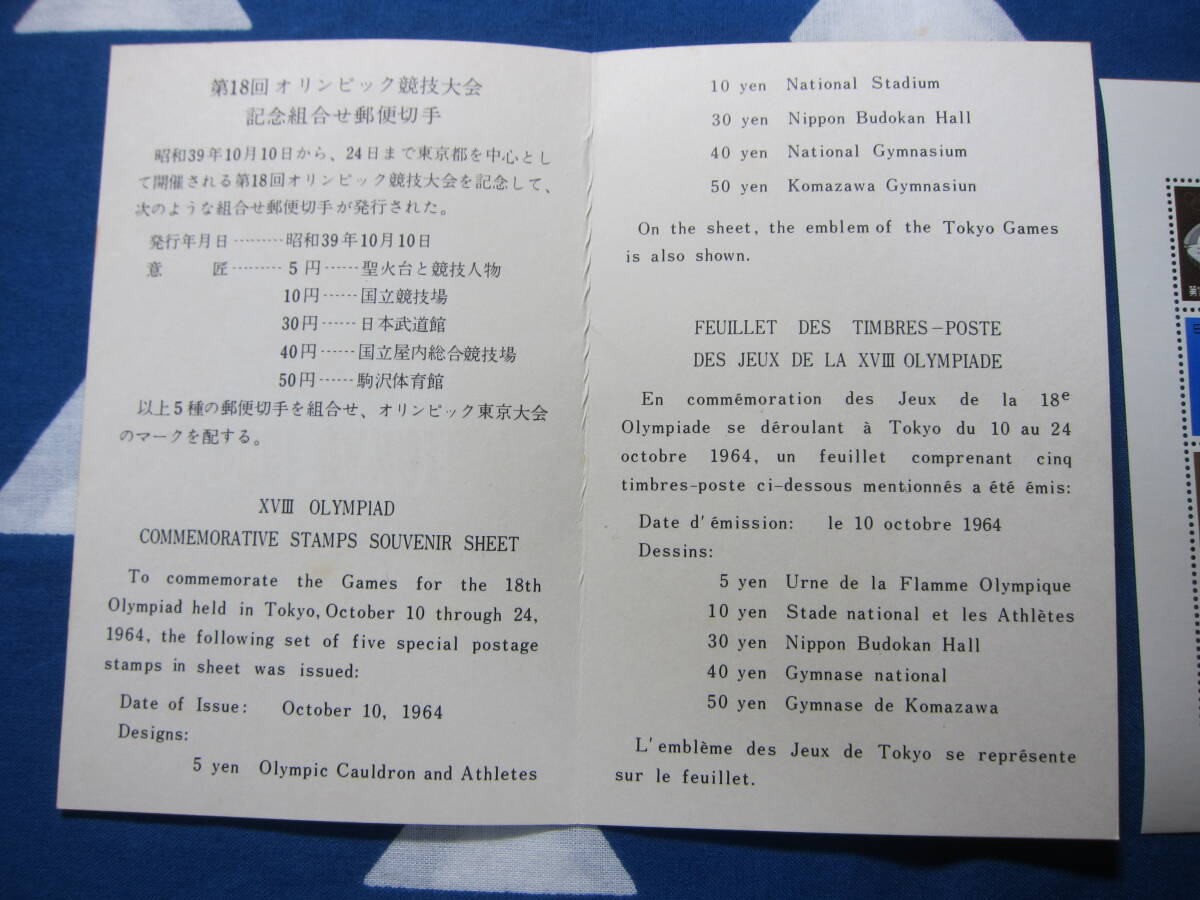 第18回オリンピック競技大会
記念組合せ郵便切手
昭和39年10月10日から、24日まで東京都を中心とし
て開催される第18回オリンピック競技大会を記念して、
次のような組合せ郵便切手が発行された。
発行年月日………昭和39年10月10日
意　　匠……… 5円……聖火台と競技人物
10円……国立競技場
30円……日本武道館
40円……国立屋内総合競技場
50円……駒沢体育館
以上5種の郵便切手を組合せ、オリンピック東京大会
のマークを配する。
XVIII OLYMPIAD
COMMEMORATIVE STAMPS SOUVENIR SHEET
To commemorate the Games for the 18th
Olympiad held in Tokyo, October 10 through 24,
1964, the following set of five special postage
stamps in sheet was issued:
Date of Issue: October 10, 1964
Designs:
5 yen Olympic Cauldron and Athletes
10 yen National Stadium
30 yen Nippon Budokan Hall
40 yen National Gymnasium
50 yen Komazawa Gymnasiun
On the sheet, the emblem of the Tokyo Games
is also shown.
FEUILLET DES TIMBRES-POSTE
DES JEUX DE LA XVIII OLYMPIADE
En commémoration des Jeux de la 18e
Olympiade se déroulant à Tokyo du 10 au 24
octobre 1964, un feuillet comprenant cinq
timbres-poste ci-dessous mentionnés a été émis:
Date d'émission: le 10 octobre 1964
Dessins:
5 yen Urne de la Flamme Olympique
10 yen Stade national et les Athlètes
30 yen Nippon Budokan Hall
40 yen Gymnase national
50 yen Gymnase de Komazawa
L'emblème des Jeux de Tokyo se représente
sur le feuillet.